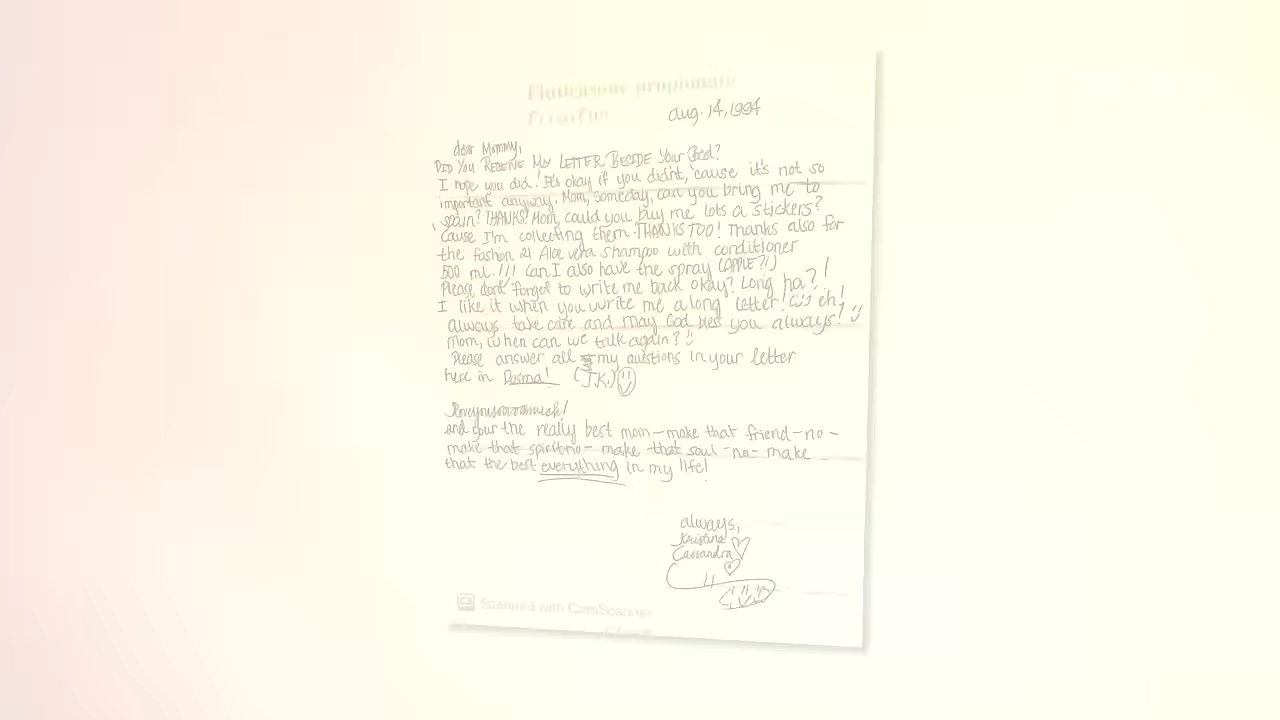 Fluticasone propionate
aug. 14, 1994
dear Mommy,
DID YOU RECEIVE MY LETTER BECIDE Your Bed?
I hope you did! It's okay if you didn't, 'cause it's not so
important anyway. Mom, someday, can you bring me to
spain? THANKS! Mom, could you buy me lots a stickers?
Cause I'm collecting them. THANKS TOO! Thanks also for
the fashion 21 Aloe vera shampoo with conditioner
500 ml.!!! Can I also have the spray (APPLE?!)
Please don't forget to write me back okay? Long ha?!
I like it when you write me a long letter! eh!
always take care and may God bless you always!
Mom, when can we talk again?
Please answer all my questions in your letter
here in Dasma! (J.K.)
Iloveyousoooomuch!
and your the really best mom-make that friend-no-
make that spirit-no- make that soul -no- make
that the best everything in my life!
always,
Kristina
Cassandra
Scanned with CamScanner